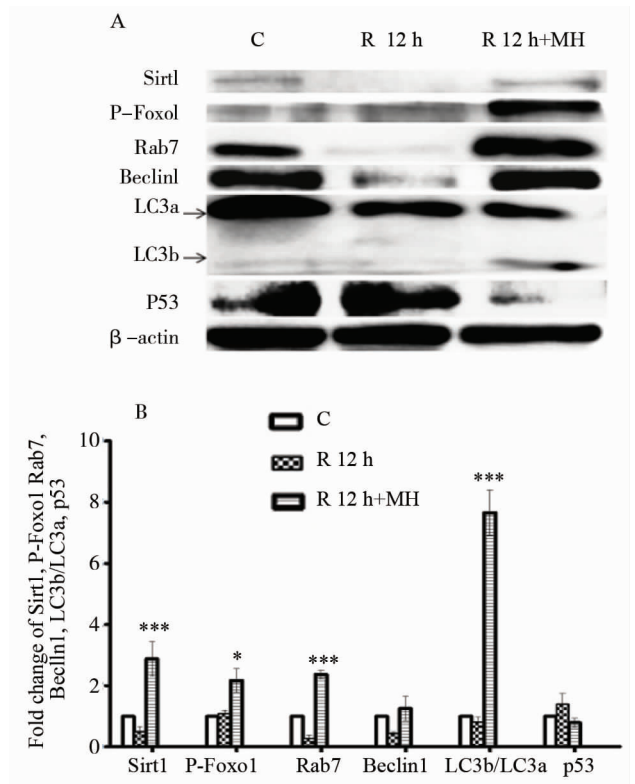 A
C R 12 h R 12 h+MH
Sirtl
P-Foxol
Rab7
Beclinl
LC3a
LC3b
P53
β-actin
B
C
R 12 h
R 12 h+MH
Fold change of Sirt1, P-Foxo1 Rab7,
Beclin1, LC3b/LC3a, p53
10
8
6
4
2
0
***
*
***
***
Sirt1 P-Foxo1 Rab7 Beclin1 LC3b/LC3a p53